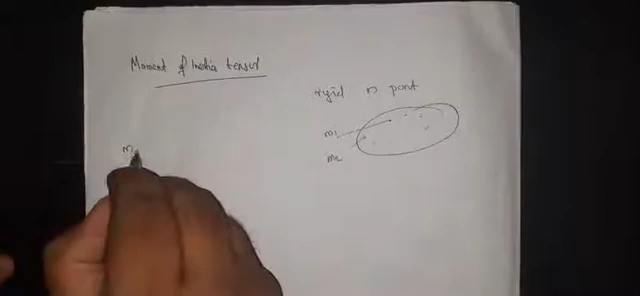 Moment of Inertia tensor
rigid n point
m1
m2
m